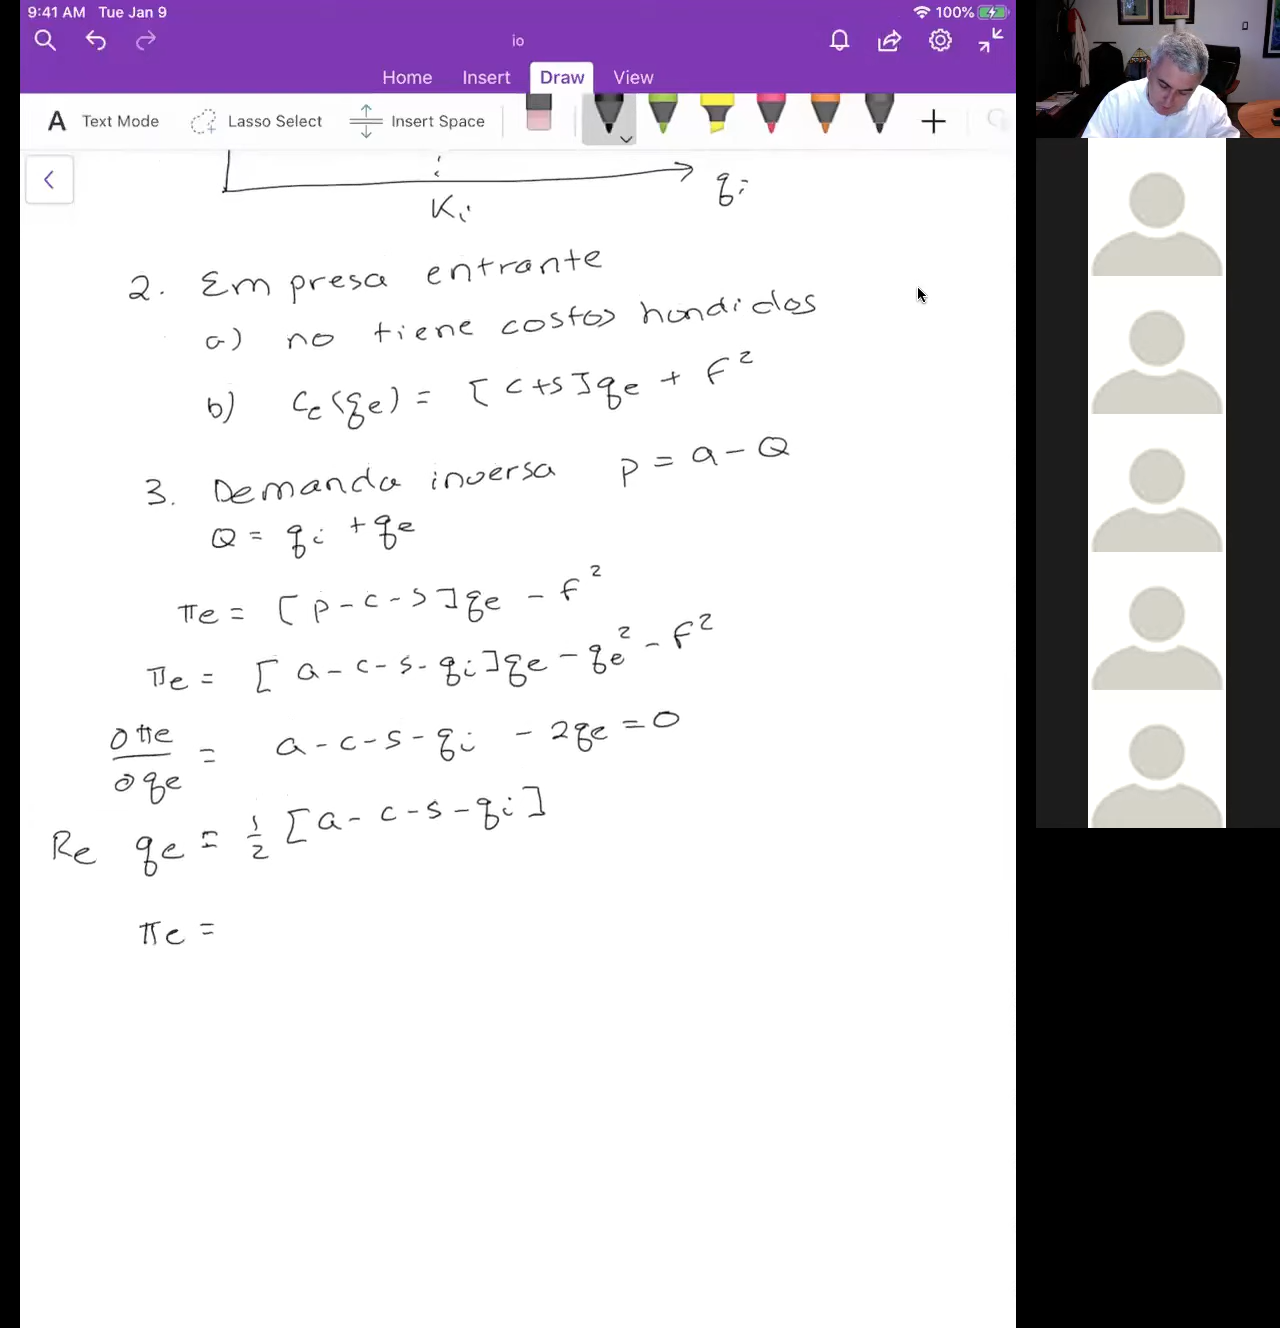 9:41 AM Tue Jan 9
100%
io
Home Insert Draw View
A Text Mode Lasso Select Insert Space
Ki
qi
2. Empresa entrante
a) no tiene costos hundidos
b) Ce(qe) = [c+s]qe + F²
3. Demanda inversa p = a - Q
Q = qi + qe
πe = [p-c-s]qe - f²
πe = [a-c-s-qi]qe - qe² - F²
∂πe/∂qe = a-c-s-qi - 2qe = 0
Re qe = 1/2 [a-c-s-qi]
πe =